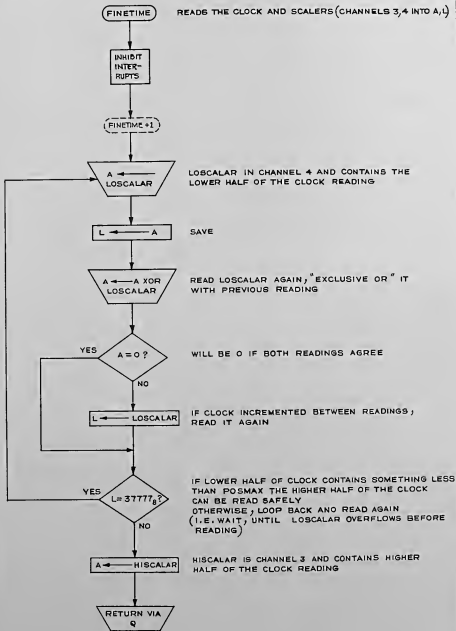 FINETIME
READS THE CLOCK AND SCALERS (CHANNELS 3,4 INTO A,L)
INHIBIT
INTER-
RUPTS
FINETIME +1
A ←
LOSCALAR
LOSCALAR IN CHANNEL 4 AND CONTAINS THE
LOWER HALF OF THE CLOCK READING
L ← A
SAVE
A ← A XOR
LOSCALAR
READ LOSCALAR AGAIN, "EXCLUSIVE OR" IT
WITH PREVIOUS READING
YES
A = 0 ?
WILL BE 0 IF BOTH READINGS AGREE
NO
L ← LOSCALAR
IF CLOCK INCREMENTED BETWEEN READINGS,
READ IT AGAIN
YES
L = 37777₈ ?
IF LOWER HALF OF CLOCK CONTAINS SOMETHING LESS
THAN POSMAX THE HIGHER HALF OF THE CLOCK
CAN BE READ SAFELY
OTHERWISE, LOOP BACK AND READ AGAIN
(I.E. WAIT, UNTIL LOSCALAR OVERFLOWS BEFORE
READING)
NO
A ← HISCALAR
HISCALAR IS CHANNEL 3 AND CONTAINS HIGHER
HALF OF THE CLOCK READING
RETURN VIA
Q